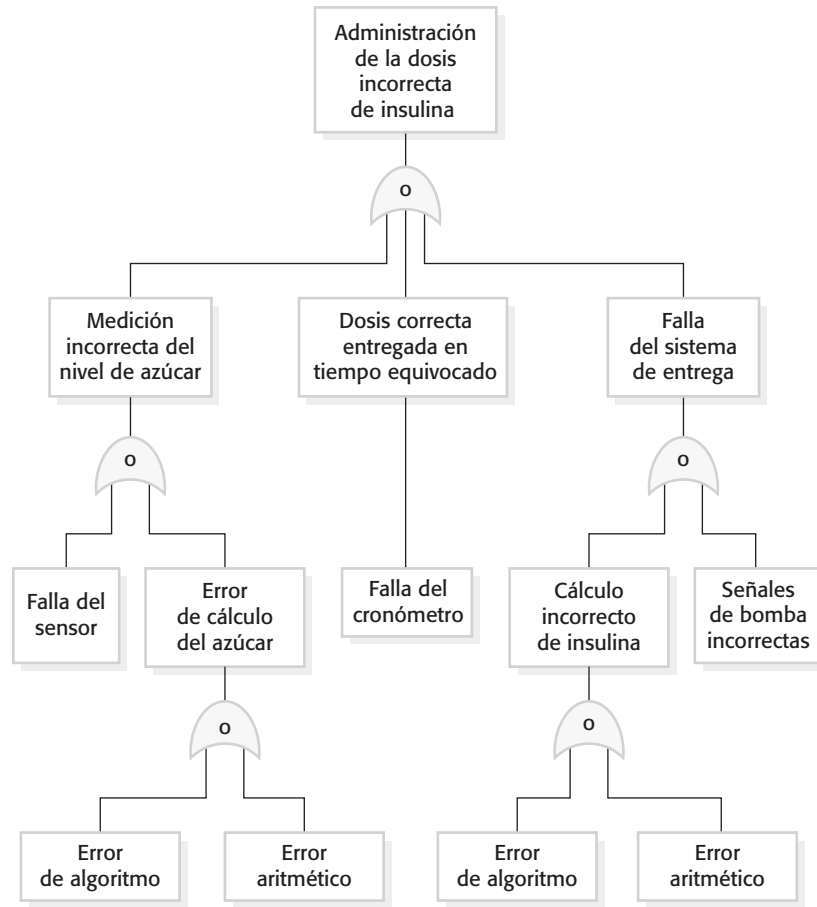 Administración
de la dosis
incorrecta
de insulina
o
Medición
incorrecta del
nivel de azúcar
Dosis correcta
entregada en
tiempo equivocado
Falla
del sistema
de entrega
o
o
Falla del
sensor
Error
de cálculo
del azúcar
Falla del
cronómetro
Cálculo
incorrecto
de insulina
Señales
de bomba
incorrectas
o
o
Error
de algoritmo
Error
aritmético
Error
de algoritmo
Error
aritmético